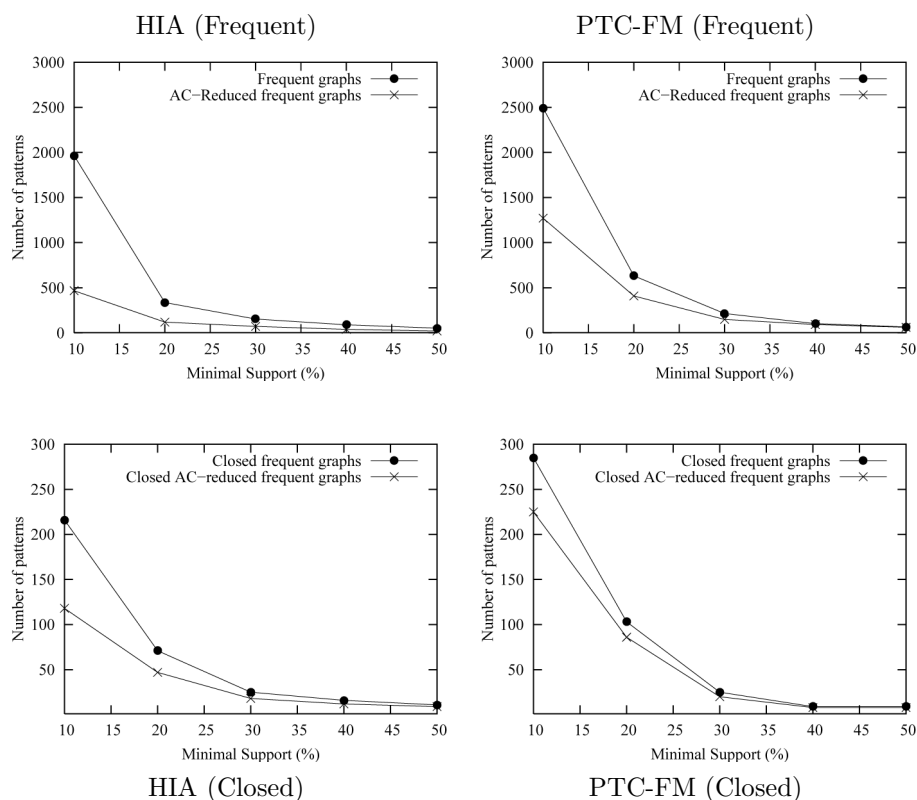 HIA (Frequent)
3000
2500
2000
1500
1000
500
0
Number of patterns
Frequent graphs
AC−Reduced frequent graphs
10 15 20 25 30 35 40 45 50
Minimal Support (%)
PTC-FM (Frequent)
3000
2500
2000
1500
1000
500
0
Number of patterns
Frequent graphs
AC−Reduced frequent graphs
10 15 20 25 30 35 40 45 50
Minimal Support (%)
300
250
200
150
100
50
Number of patterns
Closed frequent graphs
Closed AC−reduced frequent graphs
10 15 20 25 30 35 40 45 50
Minimal Support (%)
HIA (Closed)
300
250
200
150
100
50
Number of patterns
Closed frequent graphs
Closed AC−reduced frequent graphs
10 15 20 25 30 35 40 45 50
Minimal Support (%)
PTC-FM (Closed)